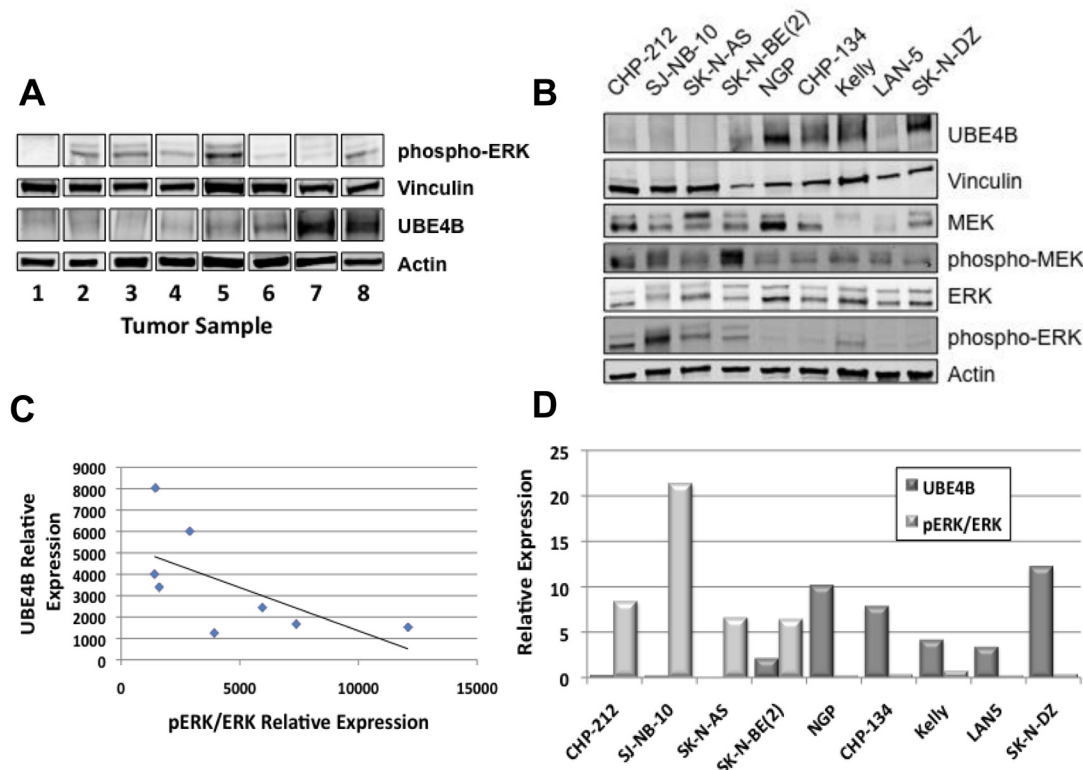 A
phospho-ERK
Vinculin
UBE4B
Actin
1 2 3 4 5 6 7 8
Tumor Sample
B
CHP-212 SJ-NB-10 SK-N-AS SK-N-BE(2) NGP CHP-134 Kelly LAN-5 SK-N-DZ
UBE4B
Vinculin
MEK
phospho-MEK
ERK
phospho-ERK
Actin
C
UBE4B Relative
Expression
9000
8000
7000
6000
5000
4000
3000
2000
1000
0
0 5000 10000 15000
pERK/ERK Relative Expression
D
Relative Expression
25
20
15
10
5
0
UBE4B
pERK/ERK
CHP-212 SJ-NB-10 SK-N-AS SK-N-BE(2) NGP CHP-134 Kelly LAN5 SK-N-DZ